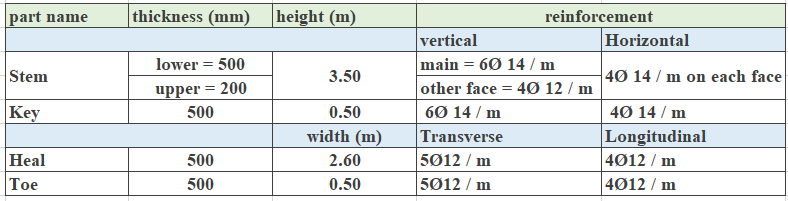 part name thickness (mm) height (m) reinforcement
vertical Horizontal
Stem lower = 500 3.50 main = 6Ø 14 / m 4Ø 14 / m on each face
upper = 200 other face = 4Ø 12 / m
Key 500 0.50 6Ø 14 / m 4Ø 14 / m
width (m) Transverse Longitudinal
Heal 500 2.60 5Ø12 / m 4Ø12 / m
Toe 500 0.50 5Ø12 / m 4Ø12 / m